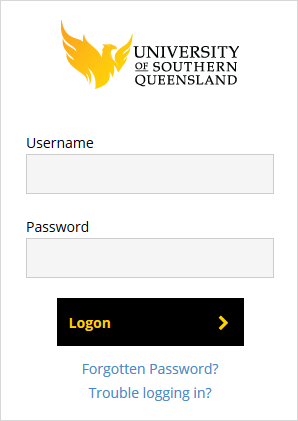 UNIVERSITY
OF SOUTHERN
QUEENSLAND
Username
Password
Logon
Forgotten Password?
Trouble logging in?